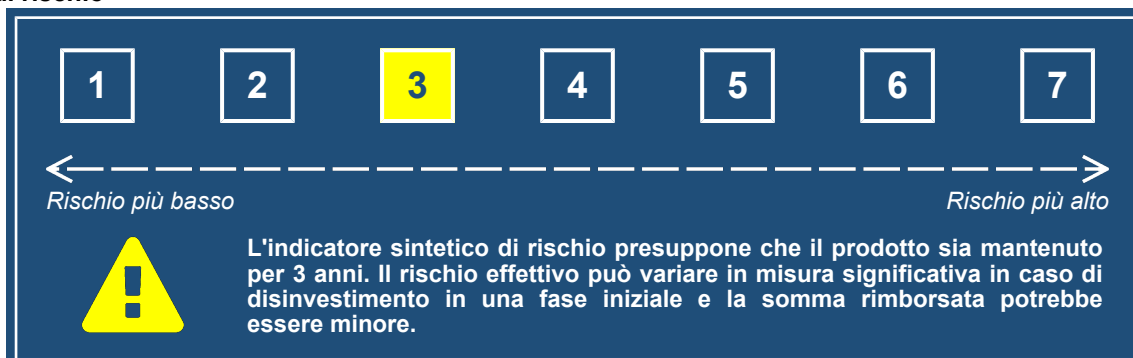 di rischio
1 2 3 4 5 6 7
Rischio più basso Rischio più alto
L'indicatore sintetico di rischio presuppone che il prodotto sia mantenuto
per 3 anni. Il rischio effettivo può variare in misura significativa in caso di
disinvestimento in una fase iniziale e la somma rimborsata potrebbe
essere minore.